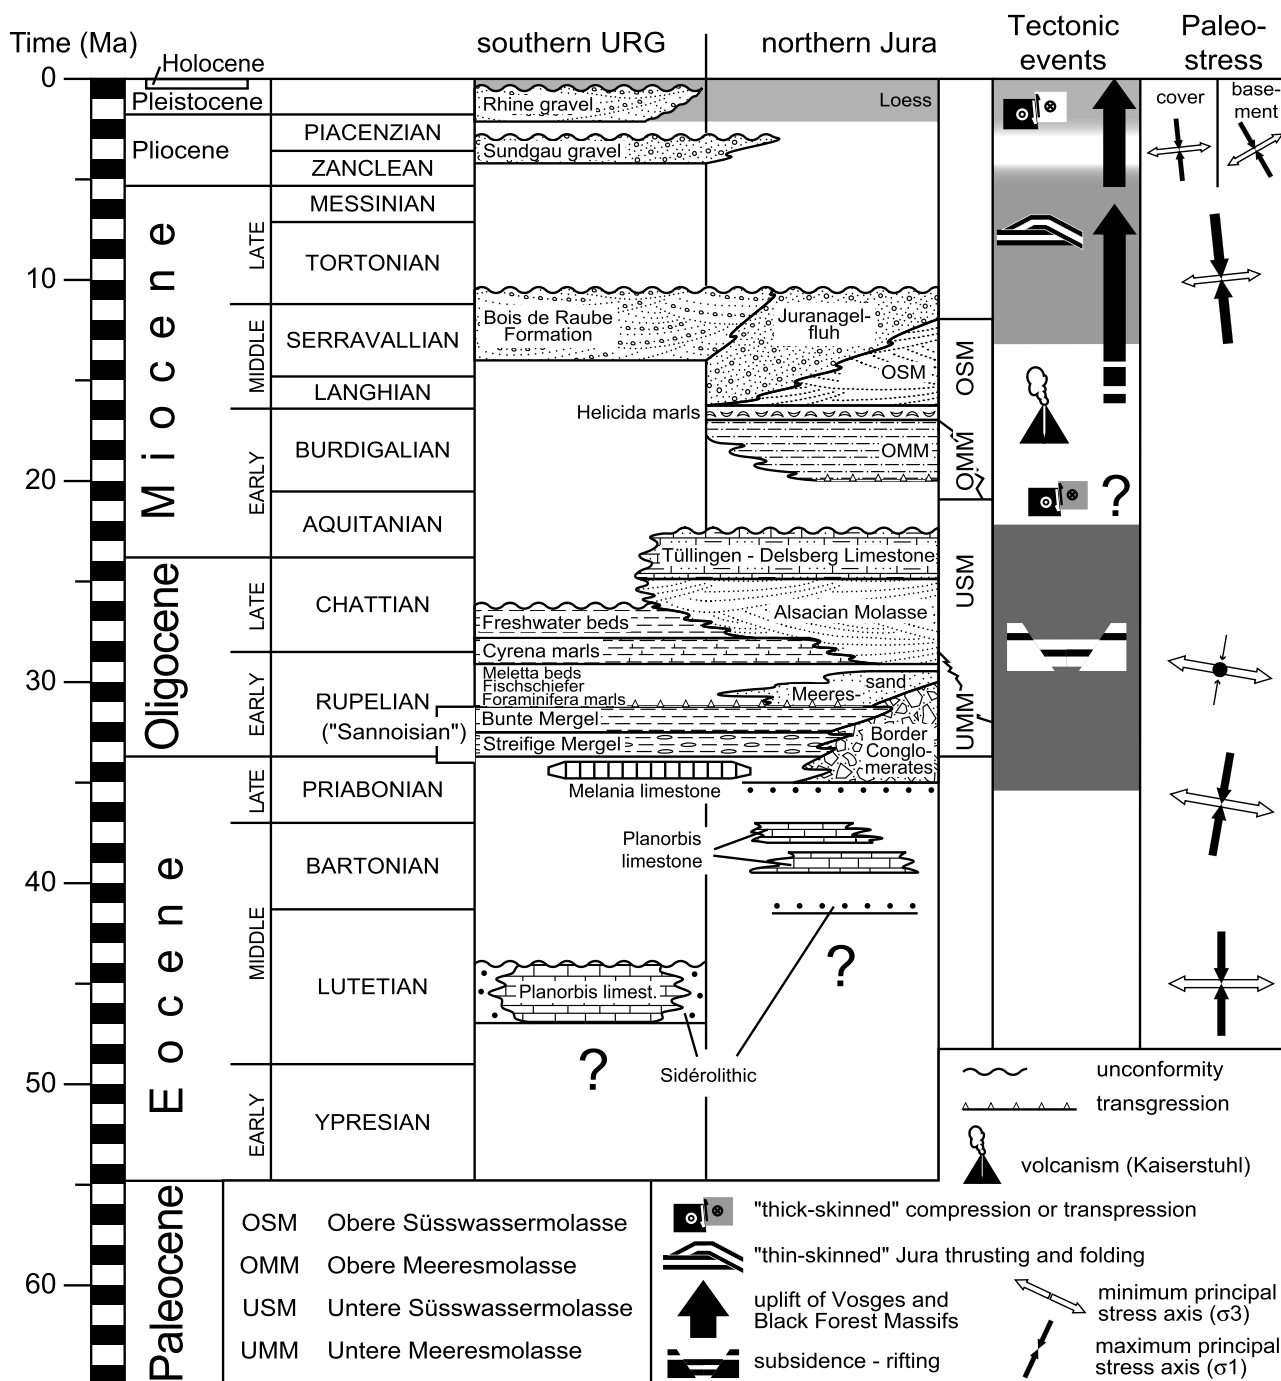 Time (Ma)
southern URG
northern Jura
Tectonic
events
Paleo-
stress
0
10
20
30
40
50
60
Holocene
Pleistocene
Pliocene
Miocene
Oligocene
Eocene
Paleocene
LATE
MIDDLE
EARLY
LATE
EARLY
LATE
MIDDLE
EARLY
PIACENZIAN
ZANCLEAN
MESSINIAN
TORTONIAN
SERRAVALLIAN
LANGHIAN
BURDIGALIAN
AQUITANIAN
CHATTIAN
RUPELIAN
("Sannoisian")
PRIABONIAN
BARTONIAN
LUTETIAN
YPRESIAN
Rhine gravel
Loess
Sundgau gravel
Bois de Raube
Formation
Juranagel-
fluh
OSM
Helicida marls
OMM
Tüllingen - Delsberg Limestone
Alsacian Molasse
Freshwater beds
Cyrena marls
Meletta beds
Fischschiefer
Foraminifera marls
Meeres-
sand
Bunte Mergel
Streifige Mergel
Border
Conglo-
merates
Melania limestone
Planorbis
limestone
Planorbis limest.
?
?
Sidérolithic
OSM
OMM
USM
UMM
?
cover
base-
ment
unconformity
transgression
volcanism (Kaiserstuhl)
"thick-skinned" compression or transpression
"thin-skinned" Jura thrusting and folding
uplift of Vosges and
Black Forest Massifs
subsidence - rifting
minimum principal
stress axis (σ3)
maximum principal
stress axis (σ1)
OSM Obere Süsswassermolasse
OMM Obere Meeresmolasse
USM Untere Süsswassermolasse
UMM Untere Meeresmolasse